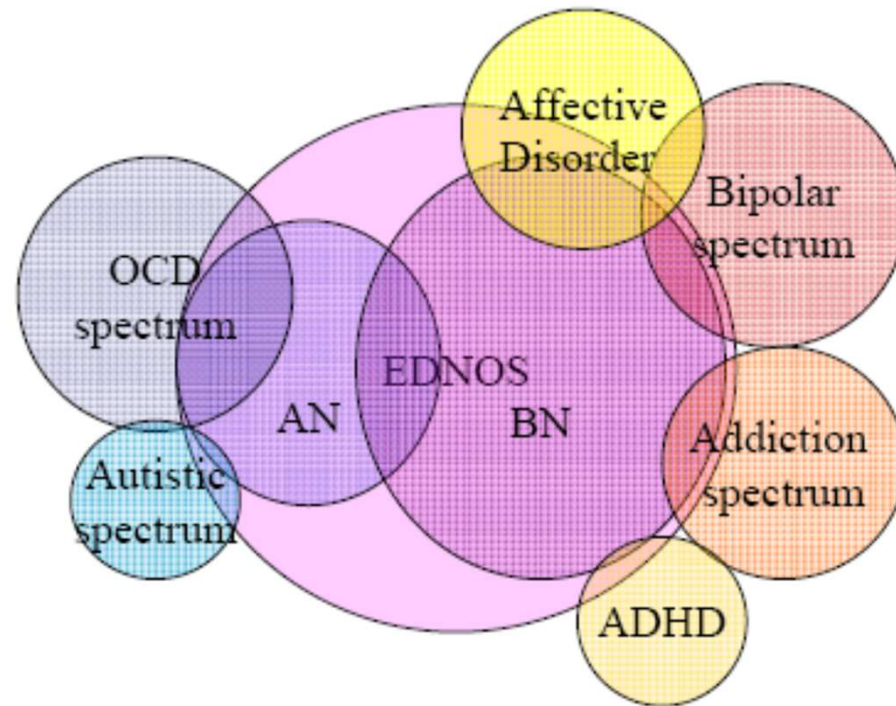 Affective
Disorder
Bipolar
spectrum
OCD
spectrum
EDNOS
AN
BN
Addiction
spectrum
Autistic
spectrum
ADHD